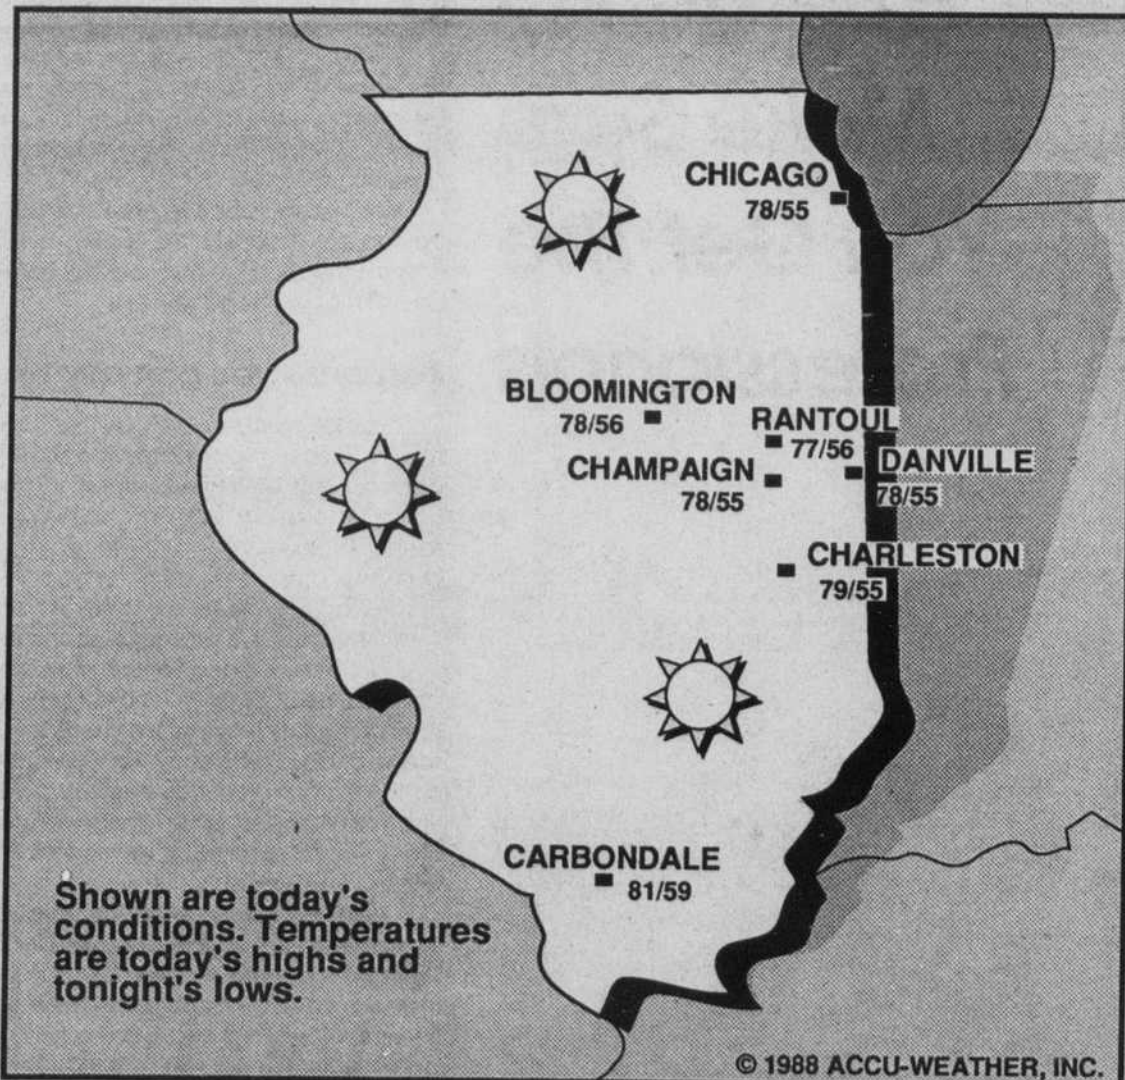 CHICAGO
78/55
BLOOMINGTON
78/56
RANTOUL
77/56
CHAMPAIGN
78/55
DANVILLE
78/55
CHARLESTON
79/55
CARBONDALE
81/59
Shown are today's
conditions. Temperatures
are today's highs and
tonight's lows.
© 1988 ACCU-WEATHER, INC.